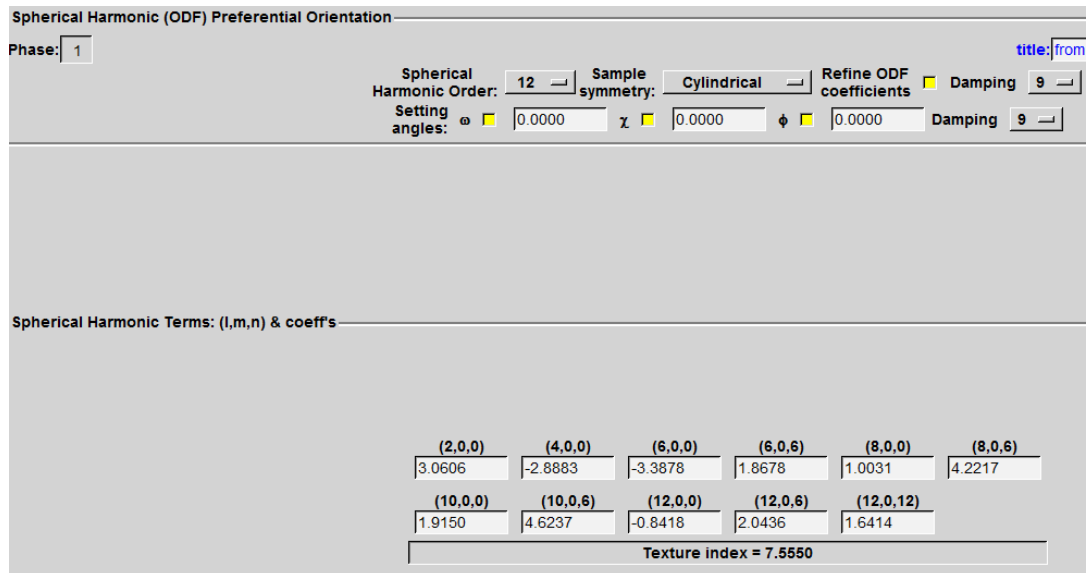 Spherical Harmonic (ODF) Preferential Orientation
Phase: 1 title: from
Spherical Harmonic Order: 12 Sample symmetry: Cylindrical Refine ODF coefficients Damping 9
Setting angles: ω 0.0000 χ 0.0000 ϕ 0.0000 Damping 9
Spherical Harmonic Terms: (l,m,n) & coeff's
(2,0,0) (4,0,0) (6,0,0) (6,0,6) (8,0,0) (8,0,6)
3.0606 -2.8883 -3.3878 1.8678 1.0031 4.2217
(10,0,0) (10,0,6) (12,0,0) (12,0,6) (12,0,12)
1.9150 4.6237 -0.8418 2.0436 1.6414
Texture index = 7.5550